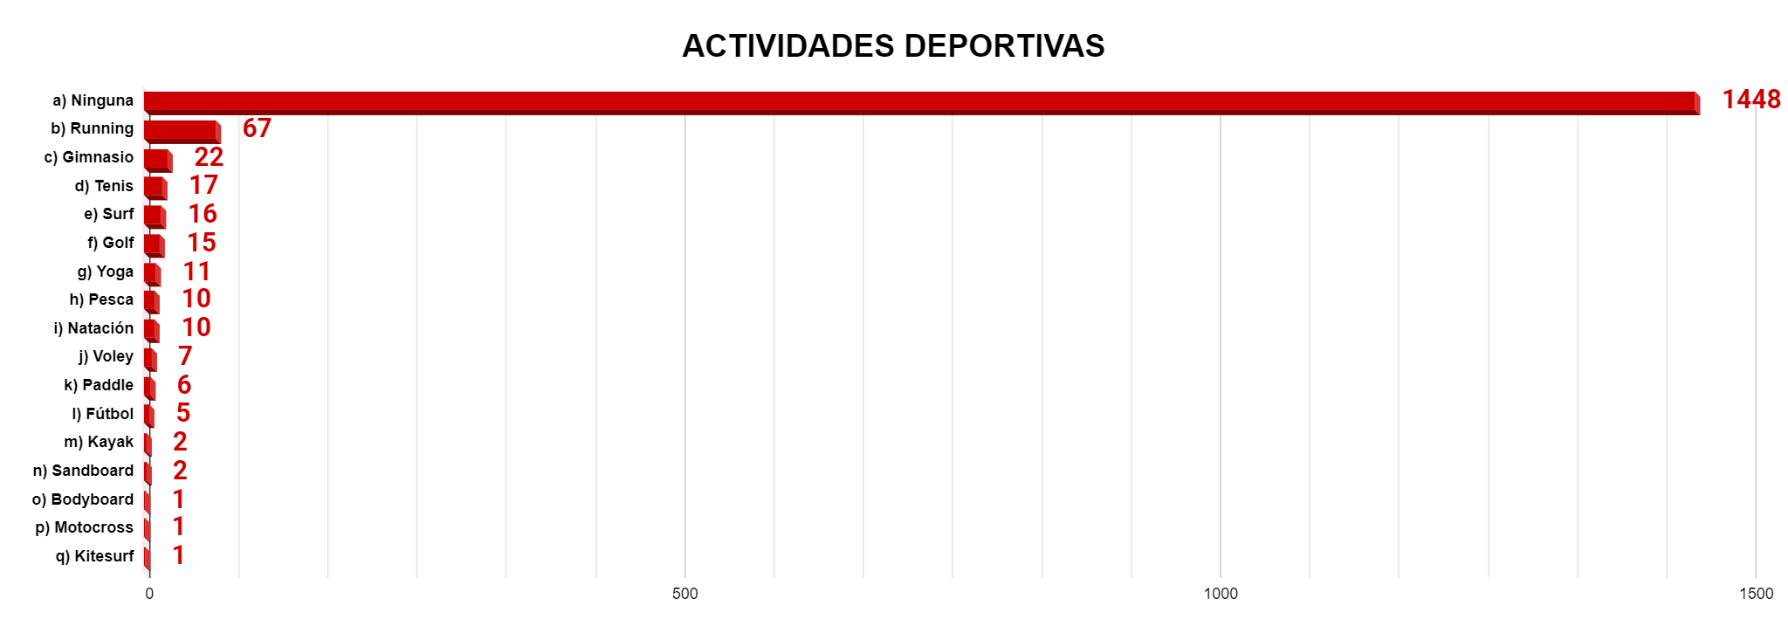 ACTIVIDADES DEPORTIVAS
a) Ninguna 1448
b) Running 67
c) Gimnasio 22
d) Tenis 17
e) Surf 16
f) Golf 15
g) Yoga 11
h) Pesca 10
i) Natación 10
j) Voley 7
k) Paddle 6
l) Fútbol 5
m) Kayak 2
n) Sandboard 2
o) Bodyboard 1
p) Motocross 1
q) Kitesurf 1
0 500 1000 1500